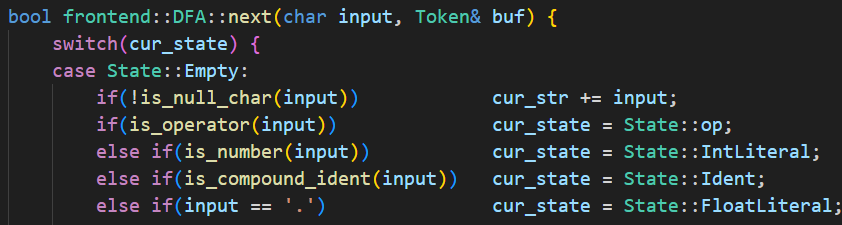 bool frontend::DFA::next(char input, Token& buf) {
    switch(cur_state) {
    case State::Empty:
        if(!is_null_char(input))            cur_str += input;
        if(is_operator(input))              cur_state = State::op;
        else if(is_number(input))           cur_state = State::IntLiteral;
        else if(is_compound_ident(input))   cur_state = State::Ident;
        else if(input == '.')               cur_state = State::FloatLiteral;